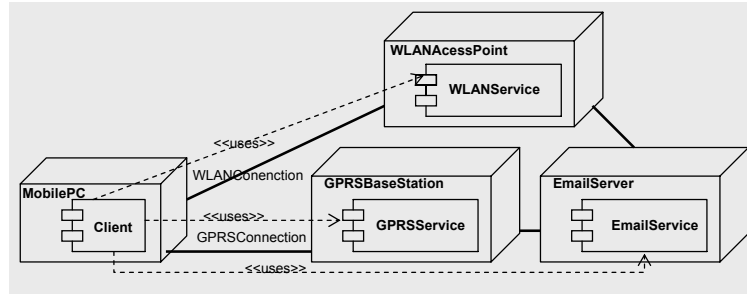 WLANAcessPoint
WLANService
<<uses>>
WLANConenction
MobilePC
GPRSBaseStation
EmailServer
Client
<<uses>>
GPRSService
EmailService
GPRSConnection
<<uses>>